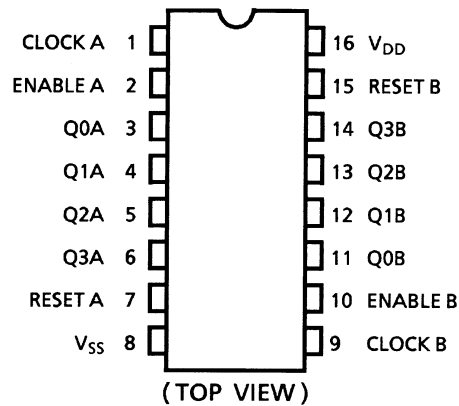 CLOCK A 1 16 VDD
ENABLE A 2 15 RESET B
Q0A 3 14 Q3B
Q1A 4 13 Q2B
Q2A 5 12 Q1B
Q3A 6 11 Q0B
RESET A 7 10 ENABLE B
VSS 8 9 CLOCK B
(TOP VIEW)